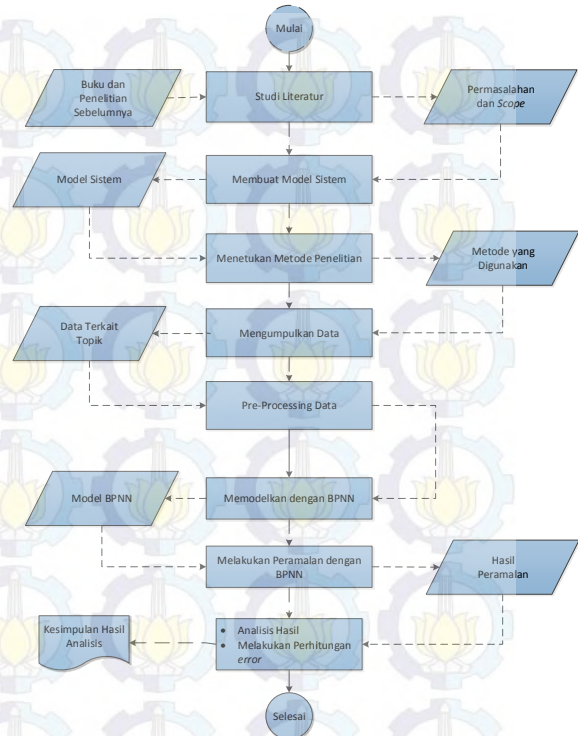 Mulai
Buku dan
Penelitian
Sebelumnya
Studi Literatur
Permasalahan
dan Scope
Model Sistem
Membuat Model Sistem
Menetukan Metode Penelitian
Metode yang
Digunakan
Data Terkait
Topik
Mengumpulkan Data
Pre-Processing Data
Model BPNN
Memodelkan dengan BPNN
Melakukan Peramalan dengan
BPNN
Hasil
Peramalan
Kesimpulan Hasil
Analisis
• Analisis Hasil
• Melakukan Perhitungan
error
Selesai